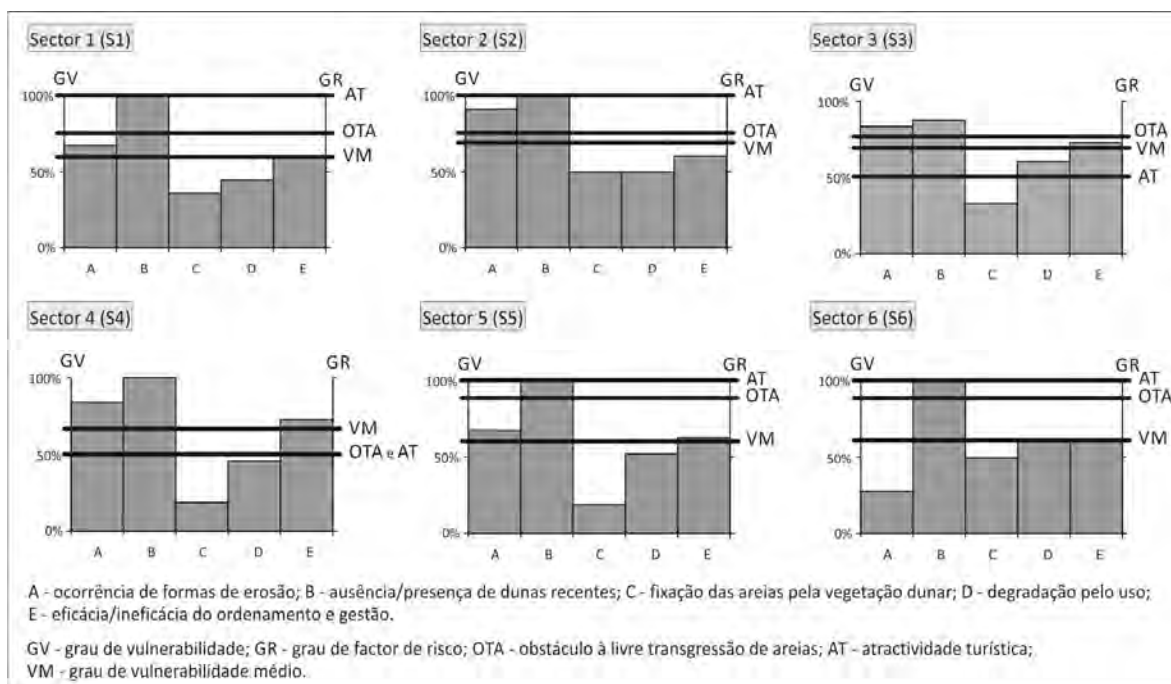 Sector 1 (S1)
Sector 2 (S2)
Sector 3 (S3)
GV
GR
100%
AT
OTA
VM
50%
0%
A B C D E
GV
GR
100%
AT
OTA
VM
50%
0%
A B C D E
GV
GR
100%
OTA
VM
50%
AT
0%
A B C D E
Sector 4 (S4)
Sector 5 (S5)
Sector 6 (S6)
GV
GR
100%
VM
50%
OTA e AT
0%
A B C D E
GV
GR
100%
AT
OTA
VM
50%
0%
A B C D E
GV
GR
100%
AT
OTA
VM
50%
0%
A B C D E
A - ocorrência de formas de erosão; B - ausência/presença de dunas recentes; C - fixação das areias pela vegetação dunar; D - degradação pelo uso;
E - eficácia/ineficácia do ordenamento e gestão.
GV - grau de vulnerabilidade; GR - grau de factor de risco; OTA - obstáculo à livre transgressão de areias; AT - atractividade turística;
VM - grau de vulnerabilidade médio.